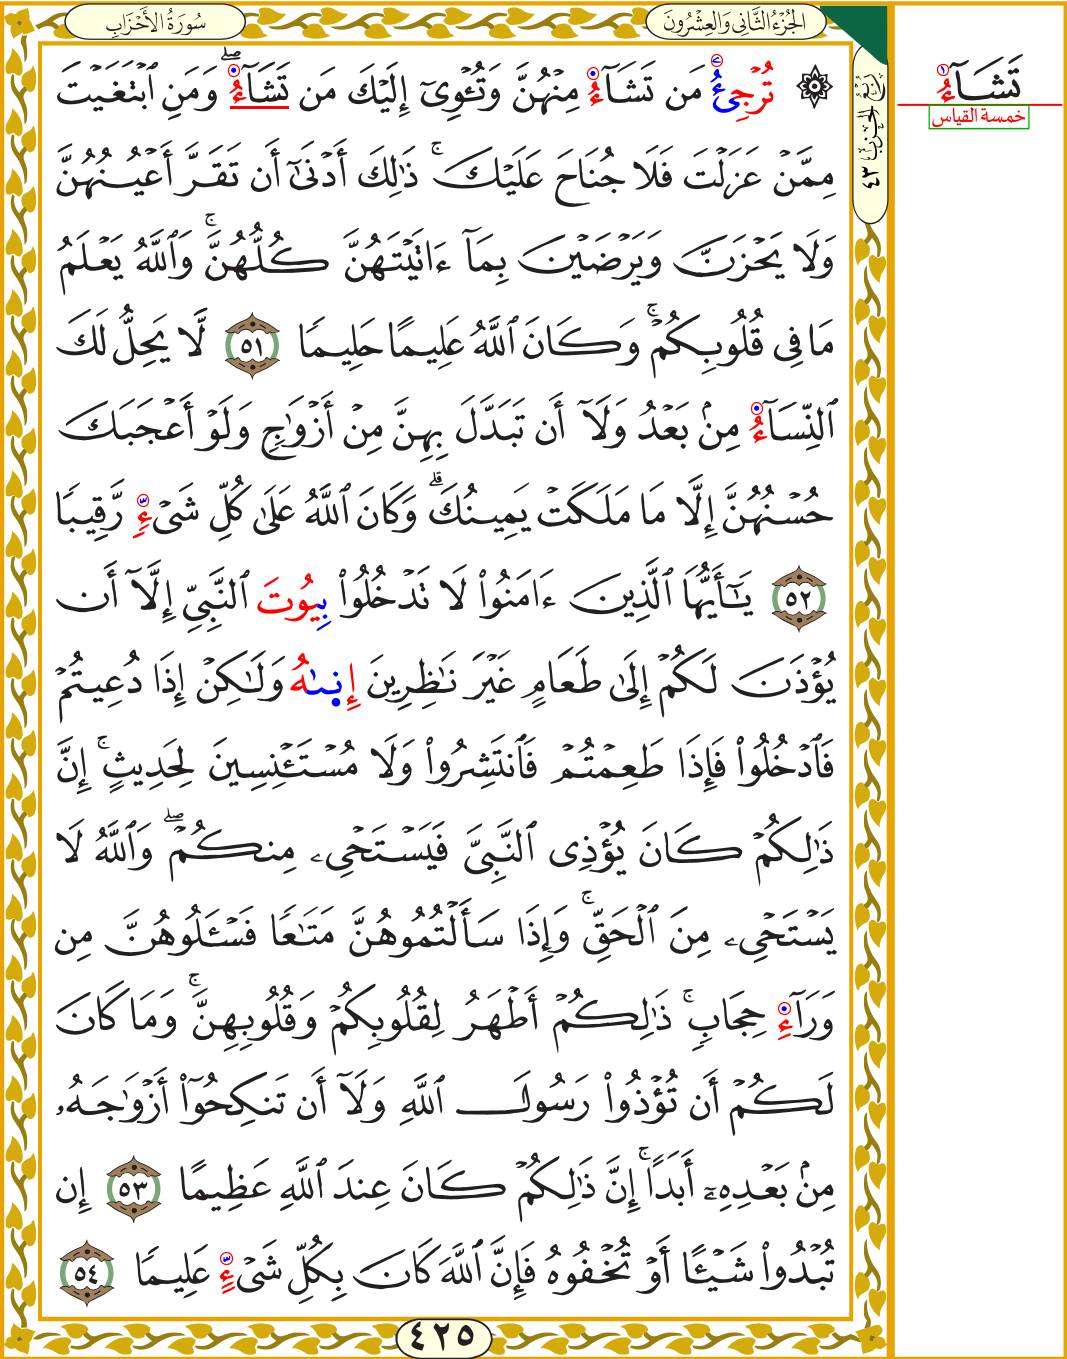 سُورَةُ الأَحْزَابِ
الجُزْءُ الثَّانِي وَالعِشْرُونَ
۞ تُرْجِئُ مَن تَشَآءُ مِنْهُنَّ وَتُـْٔوِىٓ إِلَيْكَ مَن تَشَآءُۖ وَمَنِ ٱبْتَغَيْتَ
مِمَّنْ عَزَلْتَ فَلَا جُنَاحَ عَلَيْكَۚ ذَٰلِكَ أَدْنَىٰٓ أَن تَقَرَّ أَعْيُنُهُنَّ
وَلَا يَحْزَنَّ وَيَرْضَيْنَ بِمَآ ءَاتَيْتَهُنَّ كُلُّهُنَّۚ وَٱللَّهُ يَعْلَمُ
مَا فِى قُلُوبِكُمْۚ وَكَانَ ٱللَّهُ عَلِيمًا حَلِيمًا ٥١ لَّا يَحِلُّ لَكَ
ٱلنِّسَآءُ مِنۢ بَعْدُ وَلَآ أَن تَبَدَّلَ بِهِنَّ مِنْ أَزْوَٰجٍ وَلَوْ أَعْجَبَكَ
حُسْنُهُنَّ إِلَّا مَا مَلَكَتْ يَمِينُكَۗ وَكَانَ ٱللَّهُ عَلَىٰ كُلِّ شَىْءٍ رَّقِيبًا
٥٢ يَـٰٓأَيُّهَا ٱلَّذِينَ ءَامَنُوا۟ لَا تَدْخُلُوا۟ بِيُوتَ ٱلنَّبِىِّ إِلَّآ أَن
يُؤْذَنَ لَكُمْ إِلَىٰ طَعَامٍ غَيْرَ نَـٰظِرِينَ إِنىٰهُ وَلَـٰكِنْ إِذَا دُعِيتُمْ
فَٱدْخُلُوا۟ فَإِذَا طَعِمْتُمْ فَٱنتَشِرُوا۟ وَلَا مُسْتَـْٔنِسِينَ لِحَدِيثٍۚ إِنَّ
ذَٰلِكُمْ كَانَ يُؤْذِى ٱلنَّبِىَّ فَيَسْتَحْىِۦ مِنكُمْۖ وَٱللَّهُ لَا
يَسْتَحْىِۦ مِنَ ٱلْحَقِّۚ وَإِذَا سَأَلْتُمُوهُنَّ مَتَـٰعًا فَسْـَٔلُوهُنَّ مِن
وَرَآءِ حِجَابٍۚ ذَٰلِكُمْ أَطْهَرُ لِقُلُوبِكُمْ وَقُلُوبِهِنَّۚ وَمَا كَانَ
لَكُمْ أَن تُؤْذُوا۟ رَسُولَ ٱللَّهِ وَلَآ أَن تَنكِحُوٓا۟ أَزْوَٰجَهُۥ
مِنۢ بَعْدِهِۦٓ أَبَدًاۚ إِنَّ ذَٰلِكُمْ كَانَ عِندَ ٱللَّهِ عَظِيمًا ٥٣ إِن
تُبْدُوا۟ شَيْـًٔا أَوْ تُخْفُوهُ فَإِنَّ ٱللَّهَ كَانَ بِكُلِّ شَىْءٍ عَلِيمًا ٥٤
٤٢٥
رُبْعُ الحِزْبِ ٤٣
تَشَآءُ
خمسة القياس